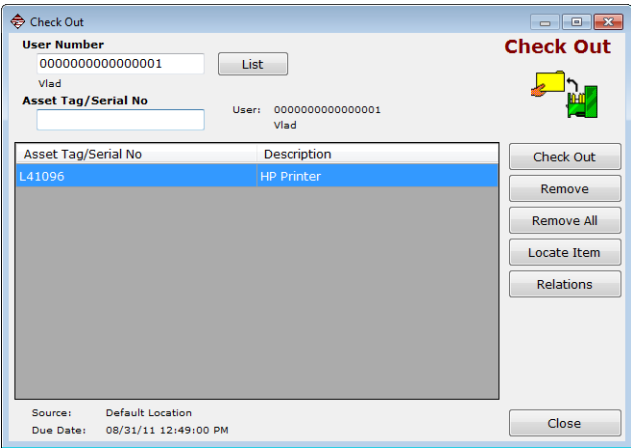 Check Out
User Number
Check Out
0000000000000001
List
Vlad
Asset Tag/Serial No
User: 0000000000000001
Vlad
Asset Tag/Serial No Description
L41096 HP Printer
Check Out
Remove
Remove All
Locate Item
Relations
Source: Default Location
Due Date: 08/31/11 12:49:00 PM
Close